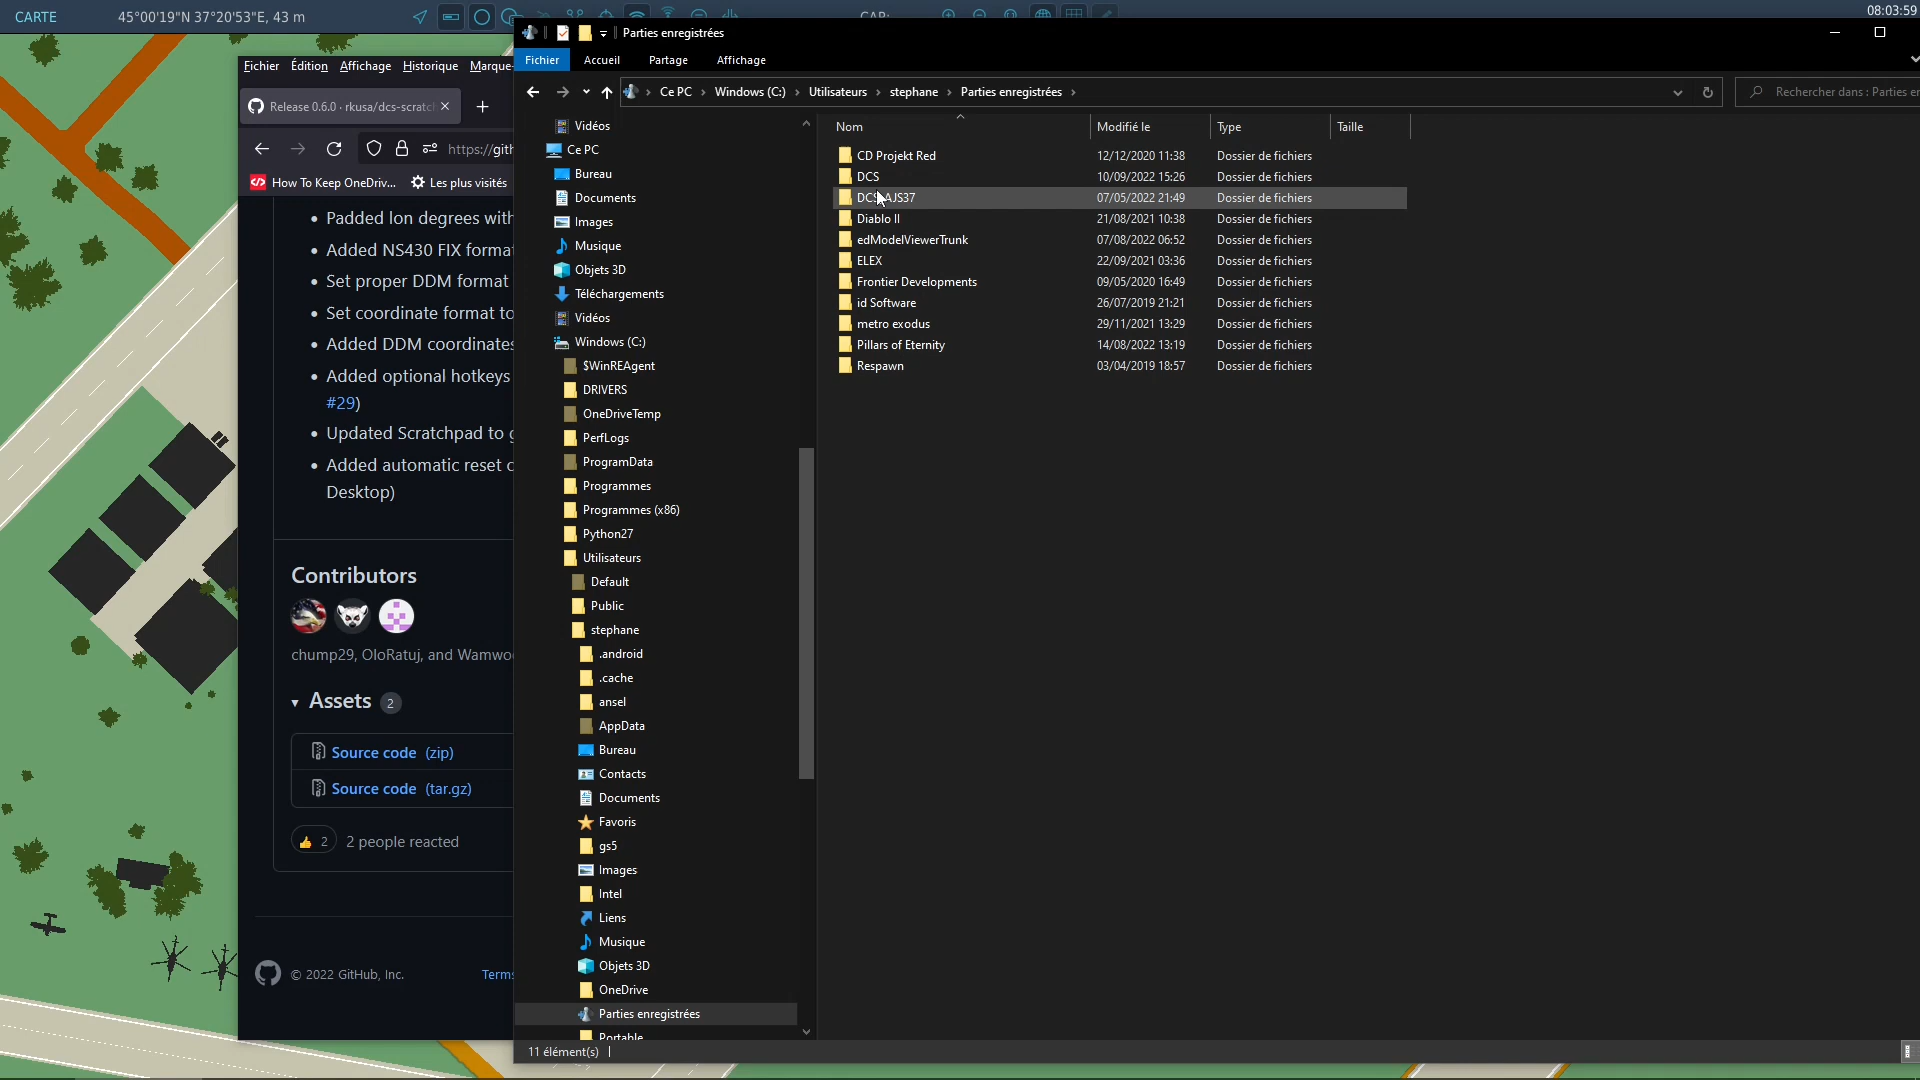 CARTE
45°00'19"N 37°20'53"E, 43 m
08:03:59
Fichier Édition Affichage Historique Marque-
Release 0.6.0 · rkusa/dcs-scratc
https://gith
How To Keep OneDriv...
Les plus visités
Padded lon degrees with
Added NS430 FIX format
Set proper DDM format
Set coordinate format to
Added DDM coordinates
Added optional hotkeys
#29)
Updated Scratchpad to g
Added automatic reset o
Desktop)
Contributors
chump29, OloRatuj, and Wamwo
Assets 2
Source code (zip)
Source code (tar.gz)
2
2 people reacted
© 2022 GitHub, Inc.
Terms
Parties enregistrées
Fichier Accueil Partage Affichage
Ce PC
Windows (C:)
Utilisateurs
stephane
Parties enregistrées
Rechercher dans : Parties en
Vidéos
Ce PC
Bureau
Documents
Images
Musique
Objets 3D
Téléchargements
Vidéos
Windows (C:)
$WinREAgent
DRIVERS
OneDriveTemp
PerfLogs
ProgramData
Programmes
Programmes (x86)
Python27
Utilisateurs
Default
Public
stephane
.android
.cache
ansel
AppData
Bureau
Contacts
Documents
Favoris
gs5
Images
Intel
Liens
Musique
Objets 3D
OneDrive
Parties enregistrées
Portable
Nom Modifié le Type Taille
CD Projekt Red 12/12/2020 11:38 Dossier de fichiers
DCS 10/09/2022 15:26 Dossier de fichiers
DCS AJS37 07/05/2022 21:49 Dossier de fichiers
Diablo II 21/08/2021 10:38 Dossier de fichiers
edModelViewerTrunk 07/08/2022 06:52 Dossier de fichiers
ELEX 22/09/2021 03:36 Dossier de fichiers
Frontier Developments 09/05/2020 16:49 Dossier de fichiers
id Software 26/07/2019 21:21 Dossier de fichiers
metro exodus 29/11/2021 13:29 Dossier de fichiers
Pillars of Eternity 14/08/2022 13:19 Dossier de fichiers
Respawn 03/04/2019 18:57 Dossier de fichiers
11 élément(s)